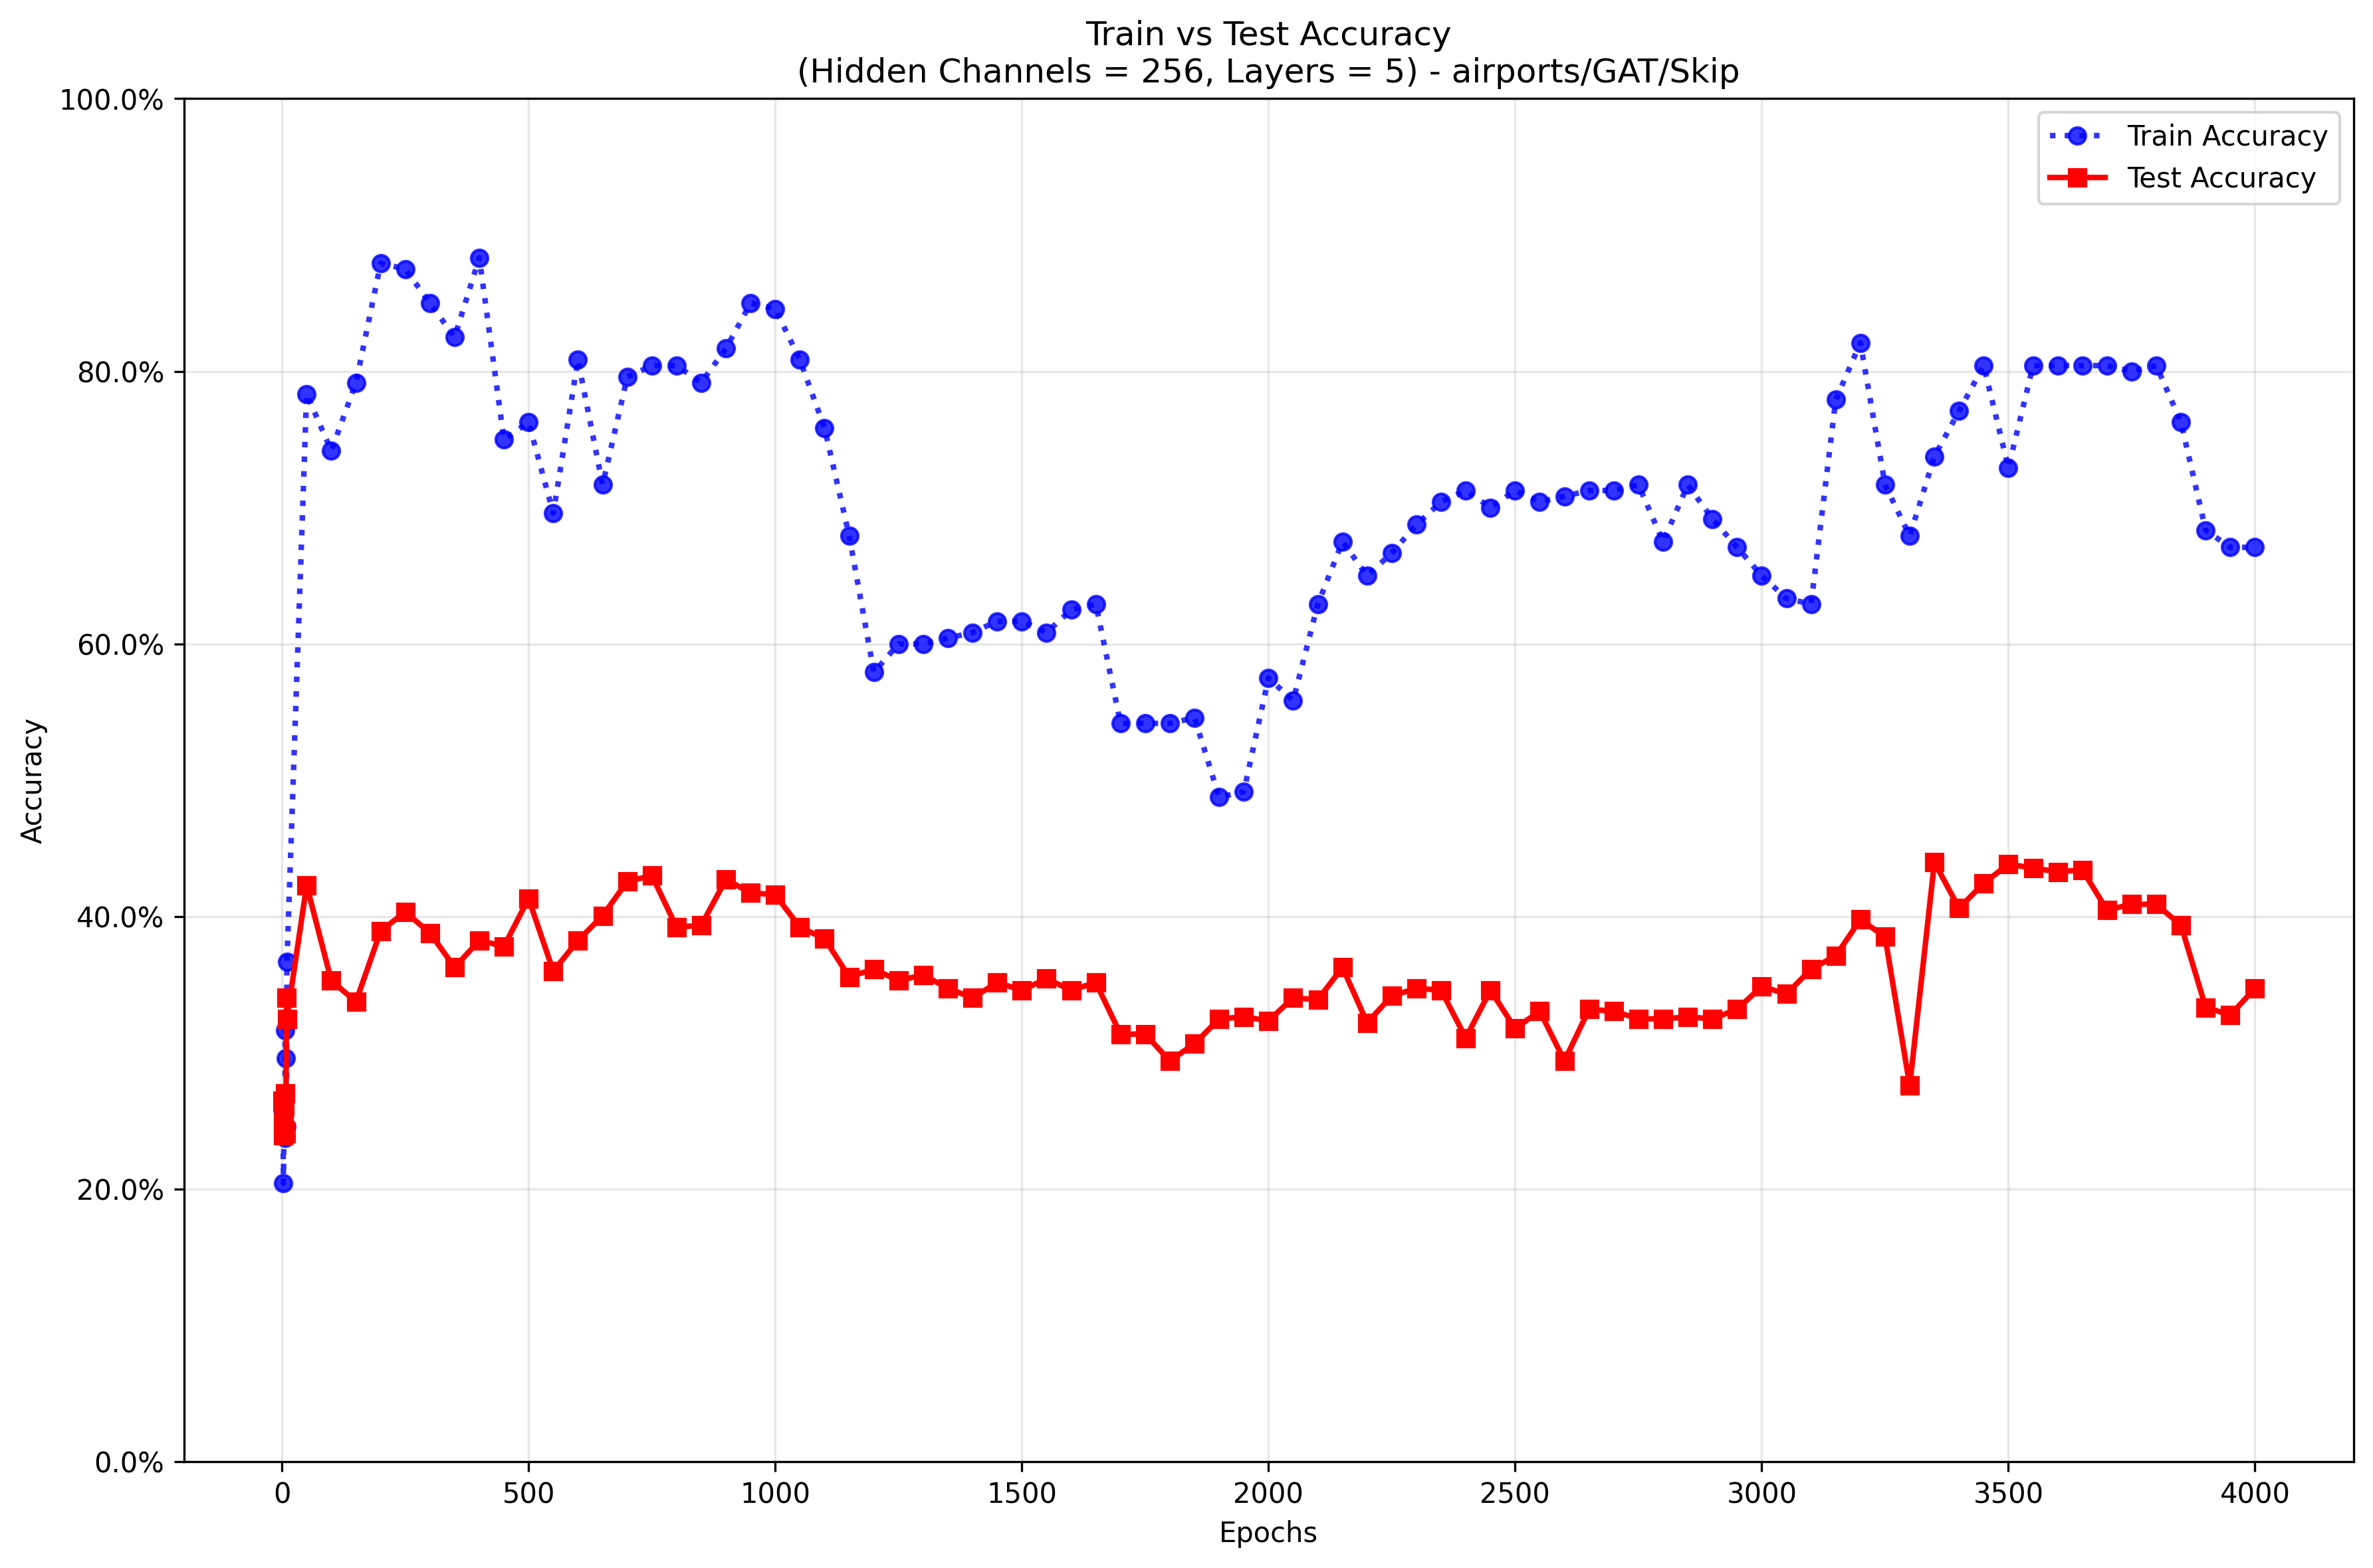 Train vs Test Accuracy
(Hidden Channels = 256, Layers = 5) - airports/GAT/Skip
100.0%
80.0%
60.0%
40.0%
20.0%
0.0%
Accuracy
Train Accuracy
Test Accuracy
0 500 1000 1500 2000 2500 3000 3500 4000
Epochs